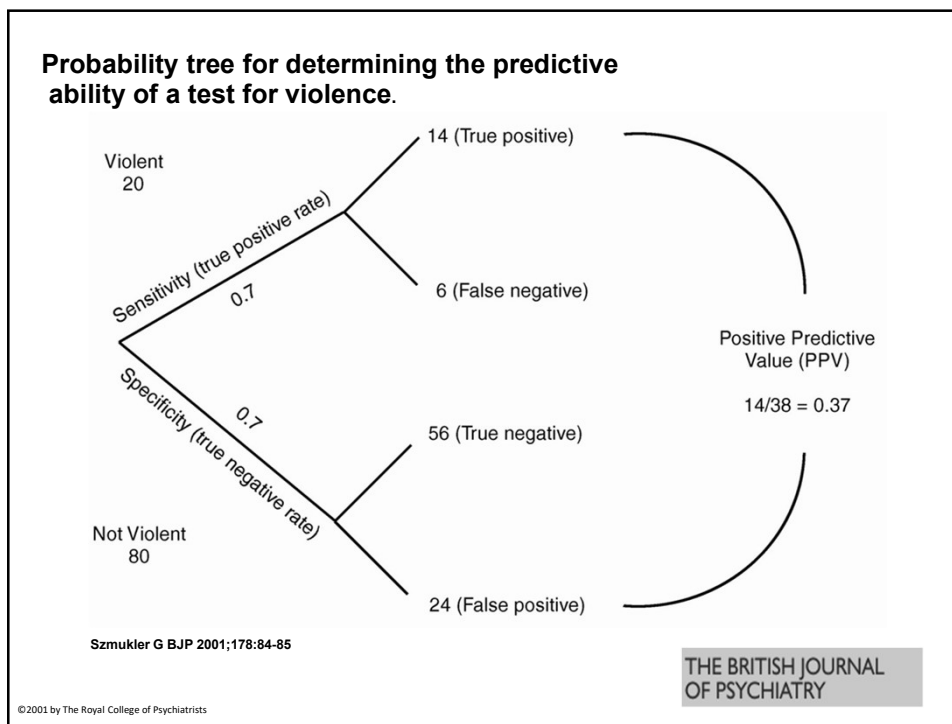 Probability tree for determining the predictive
ability of a test for violence.
Violent
20
14 (True positive)
Sensitivity (true positive rate)
0.7
6 (False negative)
Positive Predictive
Value (PPV)
14/38 = 0.37
Specificity (true negative rate)
0.7
56 (True negative)
Not Violent
80
24 (False positive)
Szmukler G BJP 2001;178:84-85
THE BRITISH JOURNAL
OF PSYCHIATRY
©2001 by The Royal College of Psychiatrists